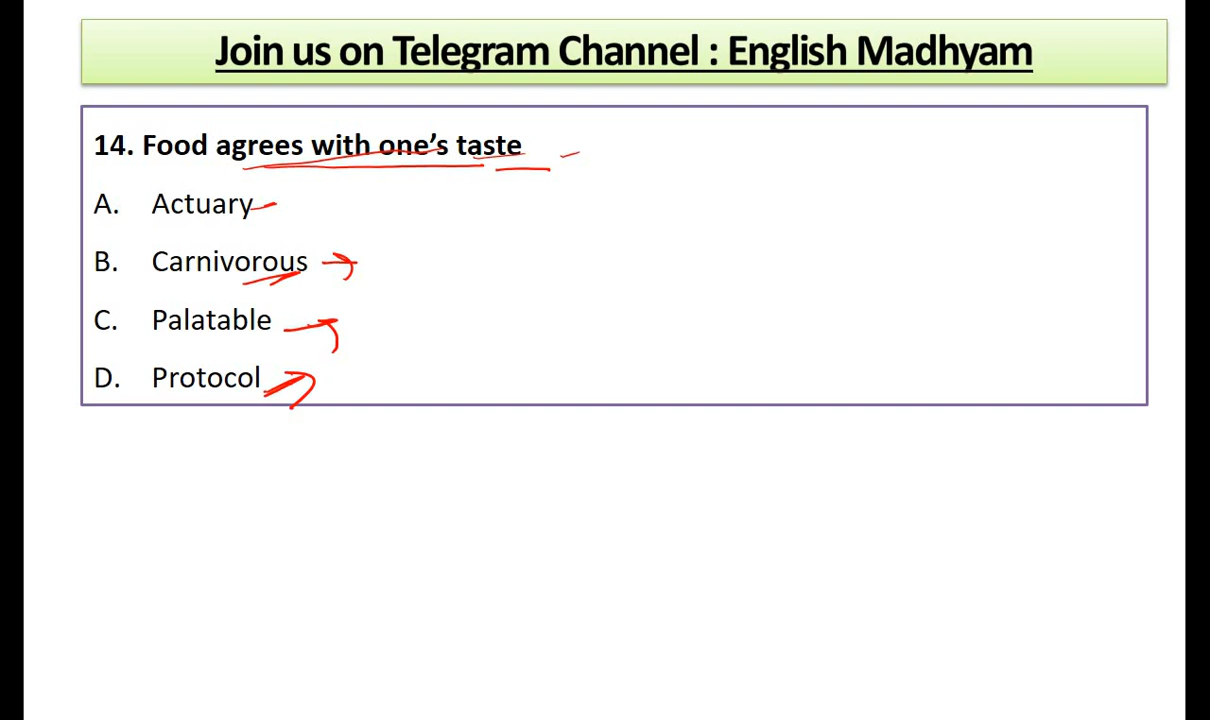 Join us on Telegram Channel : English Madhyam
14. Food agrees with one’s taste
A. Actuary
B. Carnivorous
C. Palatable
D. Protocol